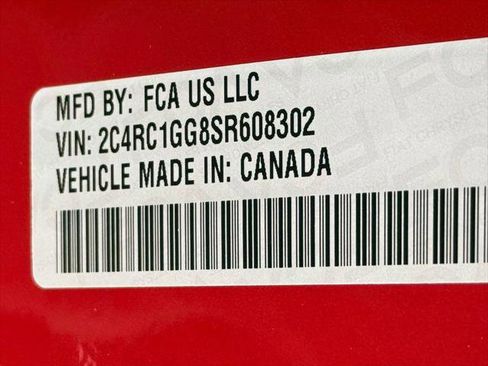 MFD BY: FCA US LLC
VIN: 2C4RC1GG8SR608302
VEHICLE MADE IN: CANADA